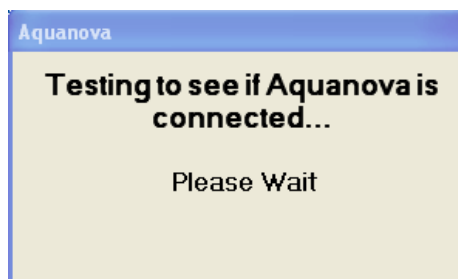 Aquanova
Testing to see if Aquanova is
connected...
Please Wait